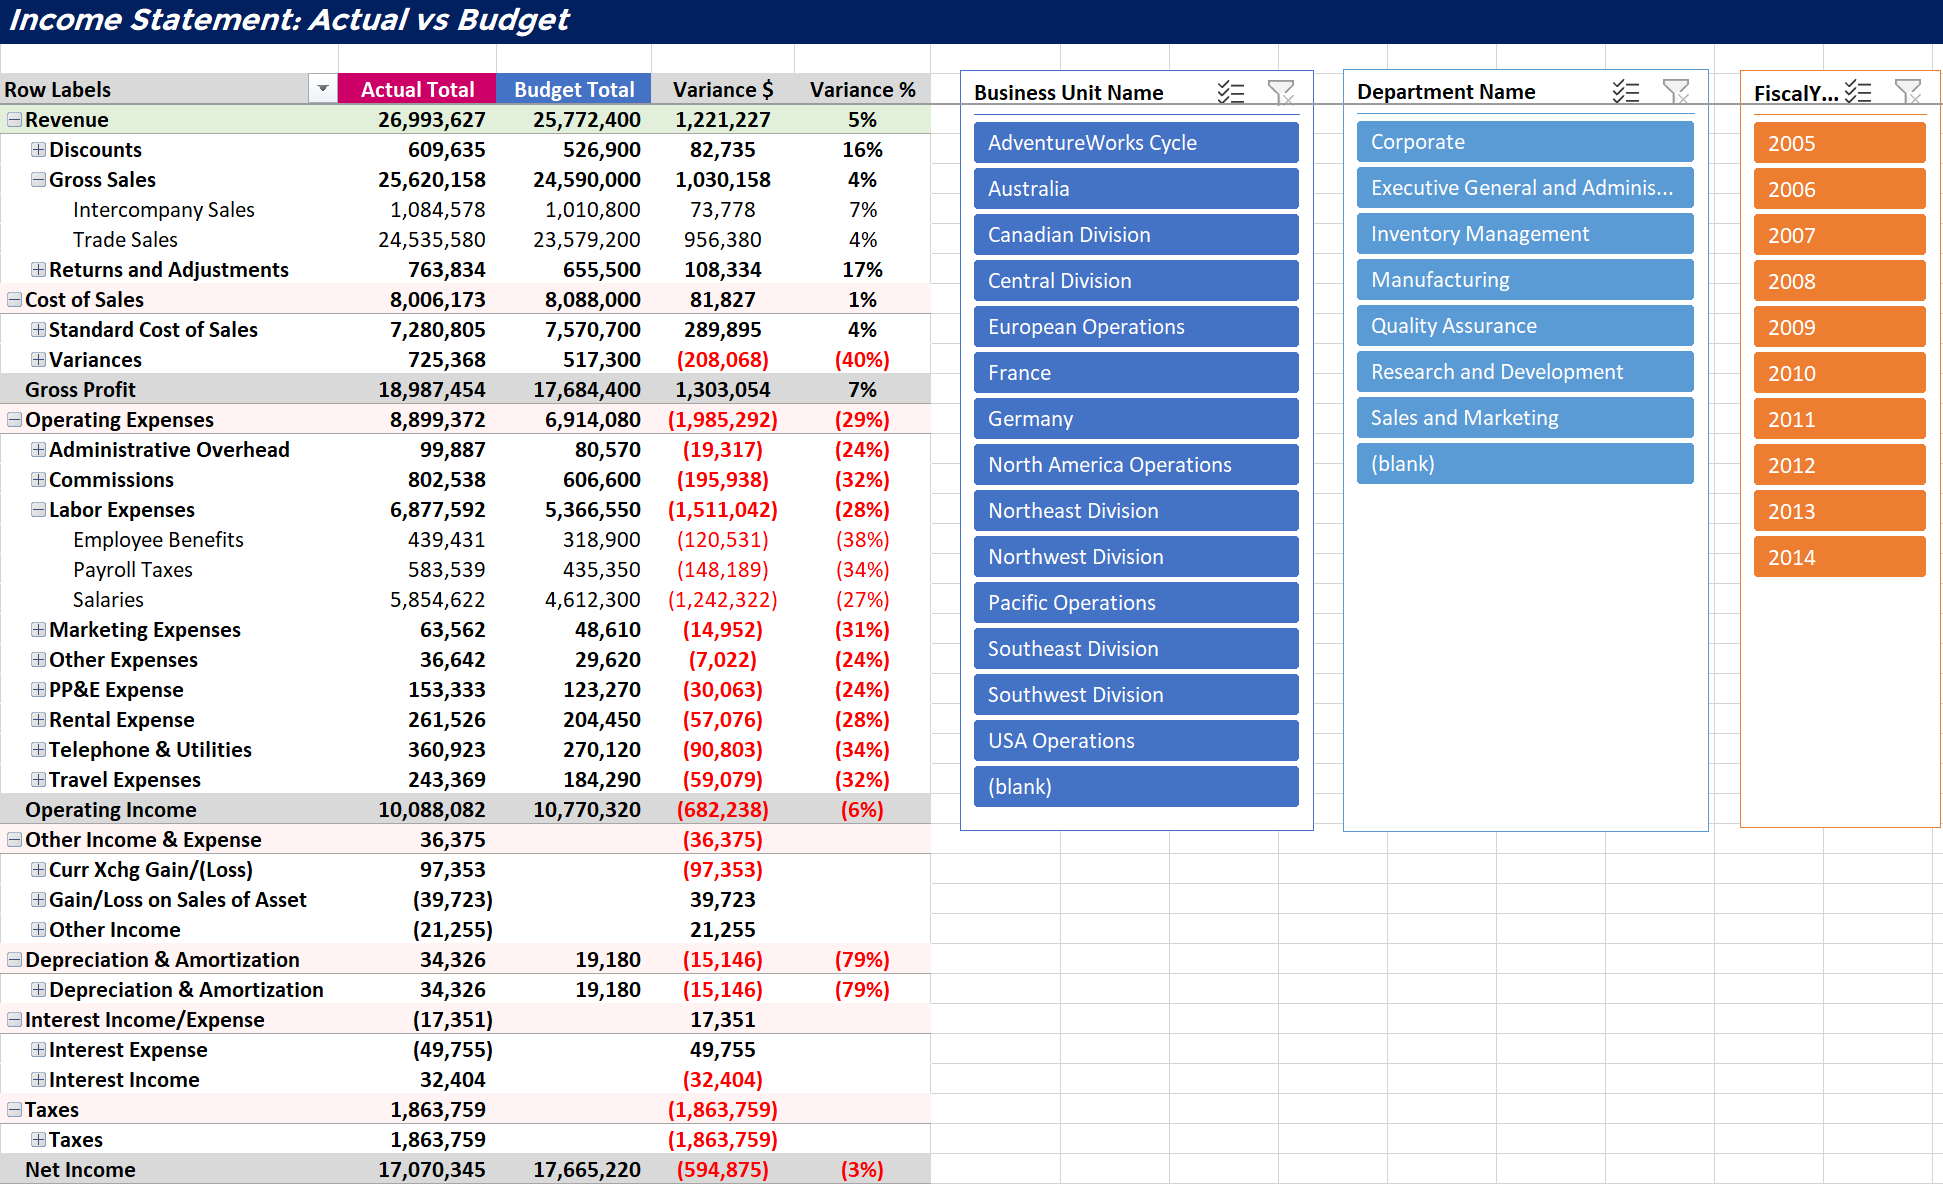 Income Statement: Actual vs Budget
Row Labels Actual Total Budget Total Variance $ Variance %
Revenue 26,993,627 25,772,400 1,221,227 5%
Discounts 609,635 526,900 82,735 16%
Gross Sales 25,620,158 24,590,000 1,030,158 4%
Intercompany Sales 1,084,578 1,010,800 73,778 7%
Trade Sales 24,535,580 23,579,200 956,380 4%
Returns and Adjustments 763,834 655,500 108,334 17%
Cost of Sales 8,006,173 8,088,000 81,827 1%
Standard Cost of Sales 7,280,805 7,570,700 289,895 4%
Variances 725,368 517,300 (208,068) (40%)
Gross Profit 18,987,454 17,684,400 1,303,054 7%
Operating Expenses 8,899,372 6,914,080 (1,985,292) (29%)
Administrative Overhead 99,887 80,570 (19,317) (24%)
Commissions 802,538 606,600 (195,938) (32%)
Labor Expenses 6,877,592 5,366,550 (1,511,042) (28%)
Employee Benefits 439,431 318,900 (120,531) (38%)
Payroll Taxes 583,539 435,350 (148,189) (34%)
Salaries 5,854,622 4,612,300 (1,242,322) (27%)
Marketing Expenses 63,562 48,610 (14,952) (31%)
Other Expenses 36,642 29,620 (7,022) (24%)
PP&E Expense 153,333 123,270 (30,063) (24%)
Rental Expense 261,526 204,450 (57,076) (28%)
Telephone & Utilities 360,923 270,120 (90,803) (34%)
Travel Expenses 243,369 184,290 (59,079) (32%)
Operating Income 10,088,082 10,770,320 (682,238) (6%)
Other Income & Expense 36,375 (36,375)
Curr Xchg Gain/(Loss) 97,353 (97,353)
Gain/Loss on Sales of Asset (39,723) 39,723
Other Income (21,255) 21,255
Depreciation & Amortization 34,326 19,180 (15,146) (79%)
Depreciation & Amortization 34,326 19,180 (15,146) (79%)
Interest Income/Expense (17,351) 17,351
Interest Expense (49,755) 49,755
Interest Income 32,404 (32,404)
Taxes 1,863,759 (1,863,759)
Taxes 1,863,759 (1,863,759)
Net Income 17,070,345 17,665,220 (594,875) (3%)
Business Unit Name
AdventureWorks Cycle
Australia
Canadian Division
Central Division
European Operations
France
Germany
North America Operations
Northeast Division
Northwest Division
Pacific Operations
Southeast Division
Southwest Division
USA Operations
(blank)
Department Name
Corporate
Executive General and Adminis...
Inventory Management
Manufacturing
Quality Assurance
Research and Development
Sales and Marketing
(blank)
FiscalY...
2005
2006
2007
2008
2009
2010
2011
2012
2013
2014